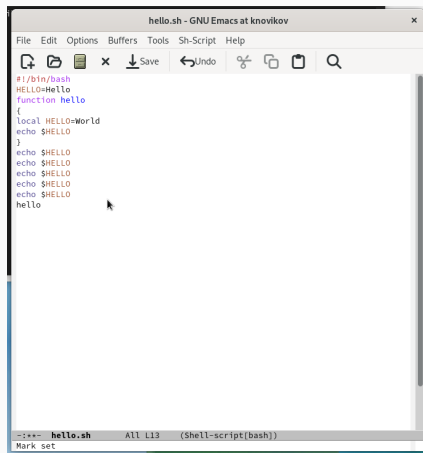 hello.sh - GNU Emacs at knovikov
File Edit Options Buffers Tools Sh-Script Help
Save Undo
#!/bin/bash
HELLO=Hello
function hello
{
local HELLO=World
echo $HELLO
}
echo $HELLO
echo $HELLO
echo $HELLO
echo $HELLO
echo $HELLO
hello
-:**- hello.sh All L13 (Shell-script[bash])
Mark set